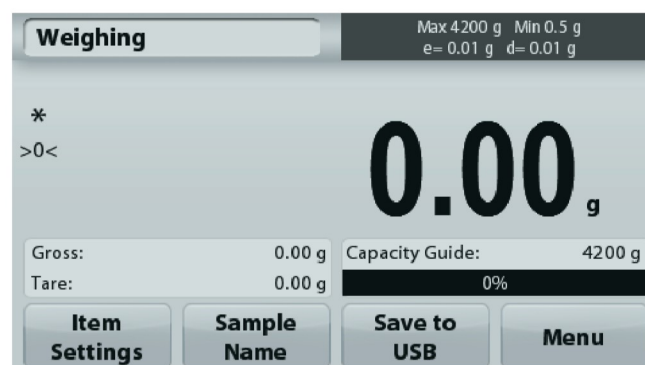 Weighing
Max 4200 g Min 0.5 g
e= 0.01 g d= 0.01 g
*
>0<
0.00 g
Gross: 0.00 g
Tare: 0.00 g
Capacity Guide: 4200 g
0%
Item
Settings
Sample
Name
Save to
USB
Menu